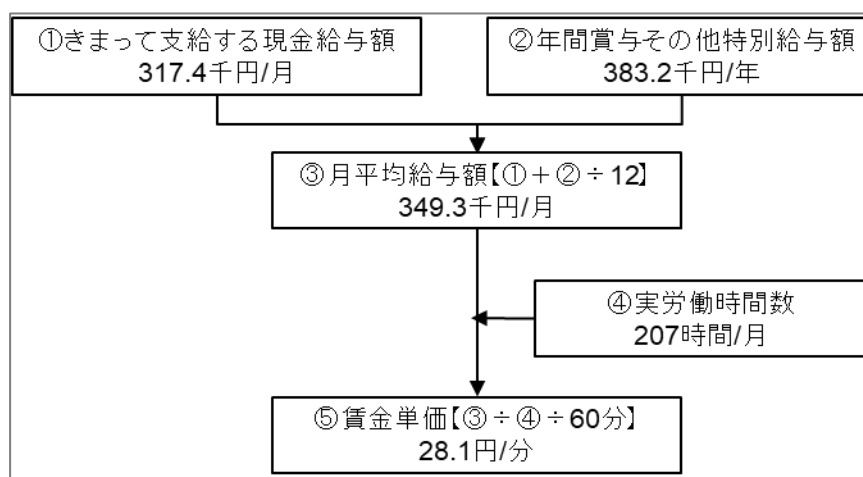 ①きまって支給する現金給与額
317.4千円/月
②年間賞与その他特別給与額
383.2千円/年
③月平均給与額【①＋②÷12】
349.3千円/月
④実労働時間数
207時間/月
⑤賃金単価【③÷④÷60分】
28.1円/分